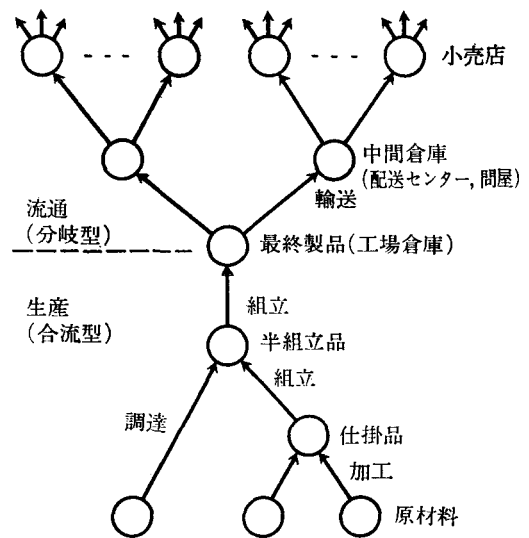 小売店
中間倉庫
(配送センター,問屋)
輸送
流通
(分岐型)
最終製品(工場倉庫)
生産
(合流型)
組立
半組立品
組立
調達
仕掛品
加工
原材料